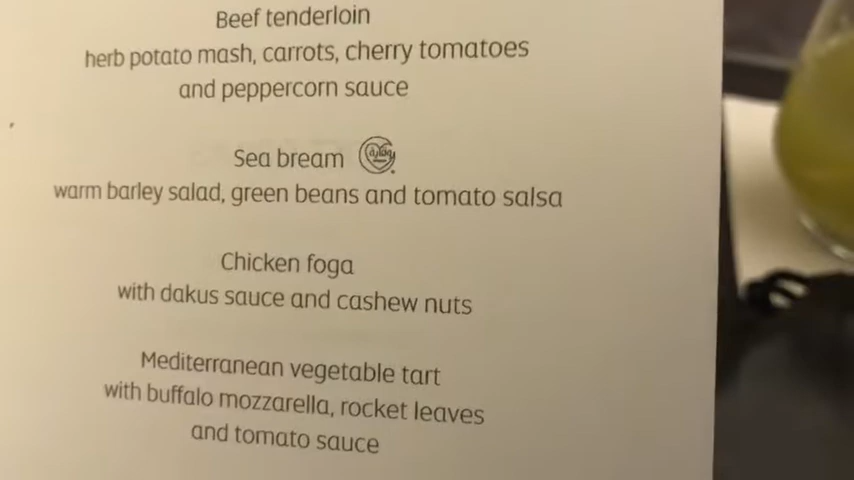 Beef tenderloin
herb potato mash, carrots, cherry tomatoes
and peppercorn sauce
Sea bream
warm barley salad, green beans and tomato salsa
Chicken foga
with dakus sauce and cashew nuts
Mediterranean vegetable tart
with buffalo mozzarella, rocket leaves
and tomato sauce